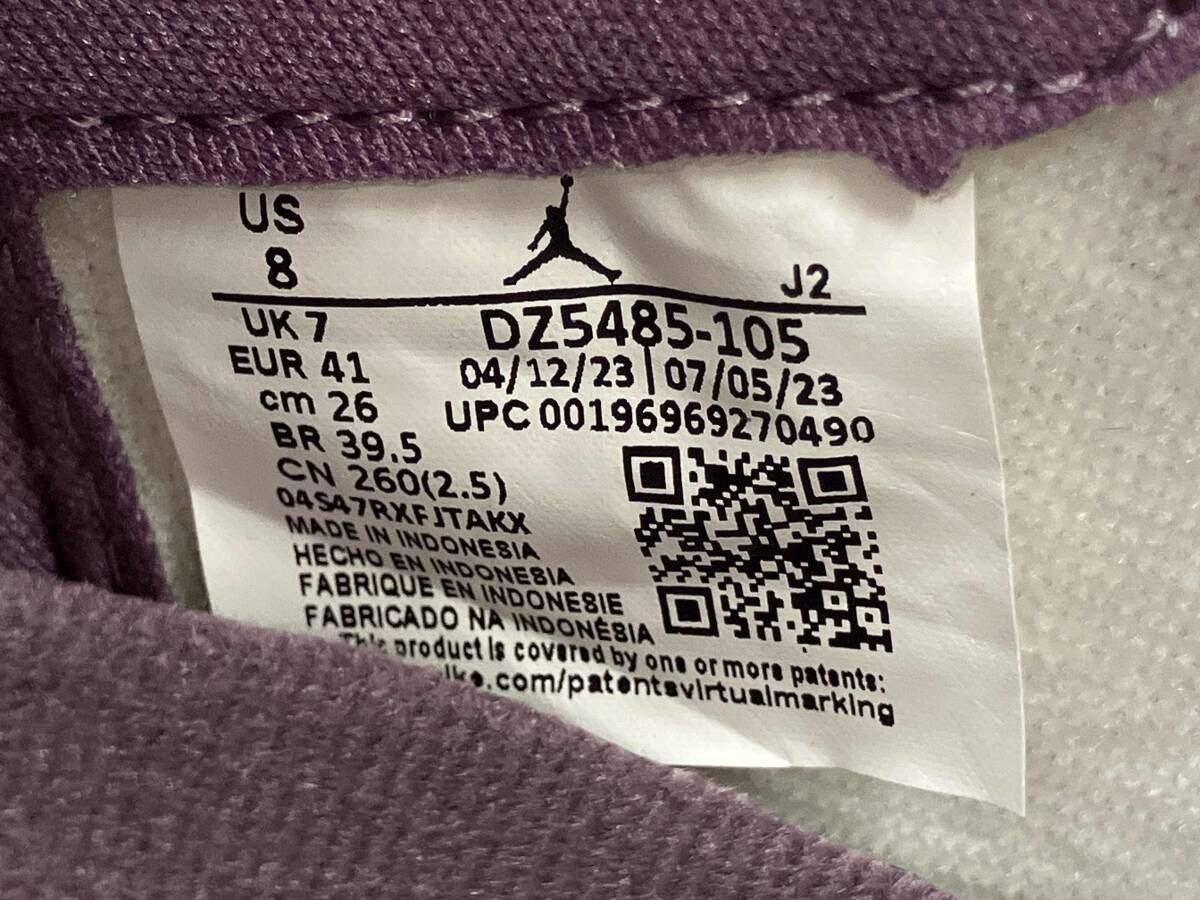 US
8
J2
UK 7
DZ5485-105
EUR 41
04/12/23 | 07/05/23
cm 26
UPC 00196969270490
BR 39.5
CN 260(2.5)
04S47RXFJTAKX
MADE IN INDONESIA
HECHO EN INDONESIA
FABRIQUE EN INDONESIE
FABRICADO NA INDONÉSIA
This product is covered by one or more patents:
.com/patentsvirtualmarking